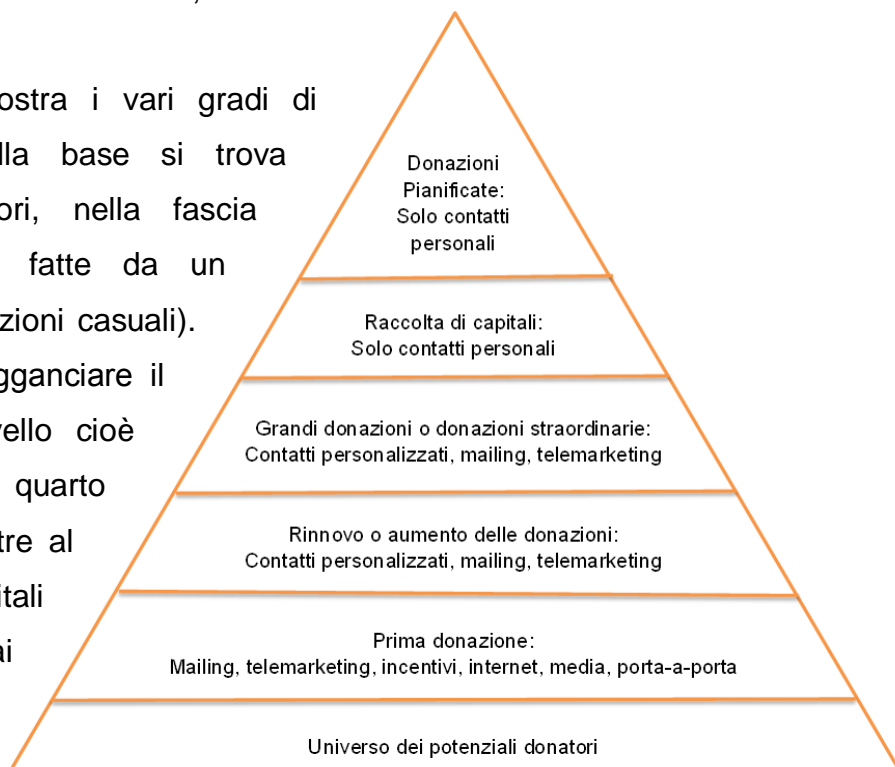 ostra i vari gradi di
lla base si trova
ori, nella fascia
fatte da un
zioni casuali).
gganciare il
ello cioè
quarto
tre al
itali
ai
Donazioni
Pianificate:
Solo contatti
personali
Raccolta di capitali:
Solo contatti personali
Grandi donazioni o donazioni straordinarie:
Contatti personalizzati, mailing, telemarketing
Rinnovo o aumento delle donazioni:
Contatti personalizzati, mailing, telemarketing
Prima donazione:
Mailing, telemarketing, incentivi, internet, media, porta-a-porta
Universo dei potenziali donatori